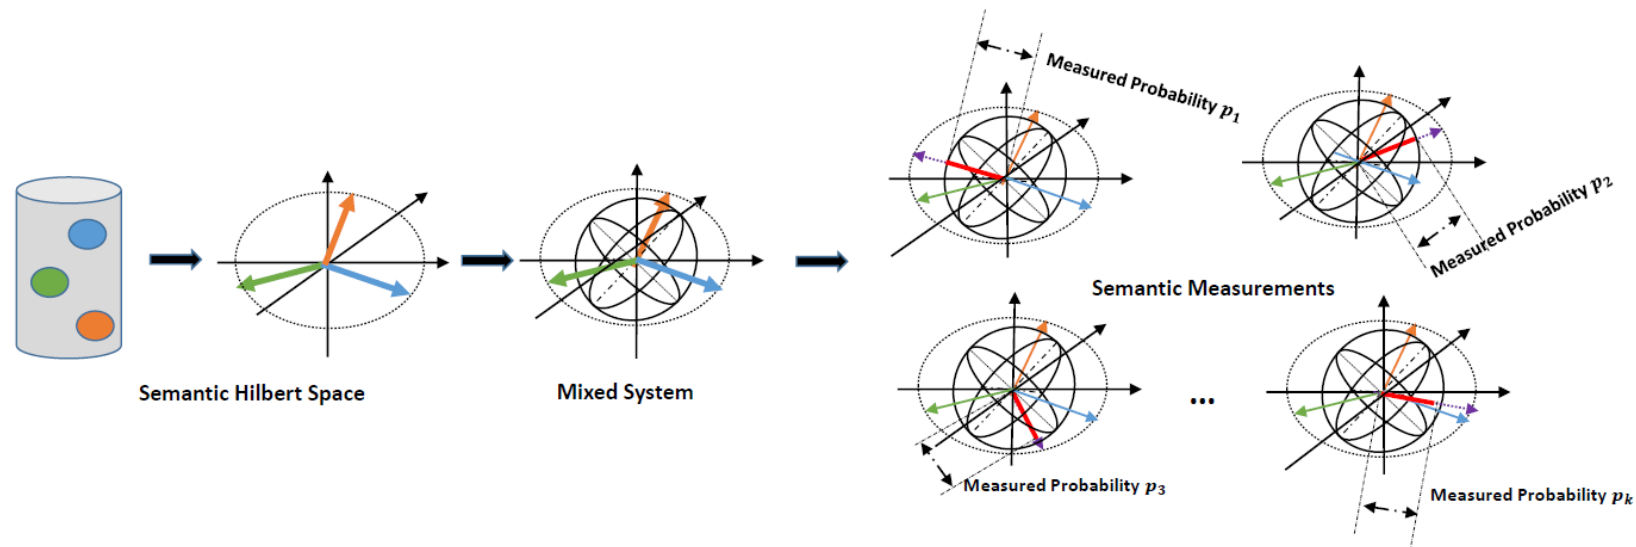 Measured Probability p1
Measured Probability p2
Semantic Measurements
Semantic Hilbert Space
Mixed System
...
Measured Probability p3
Measured Probability pk